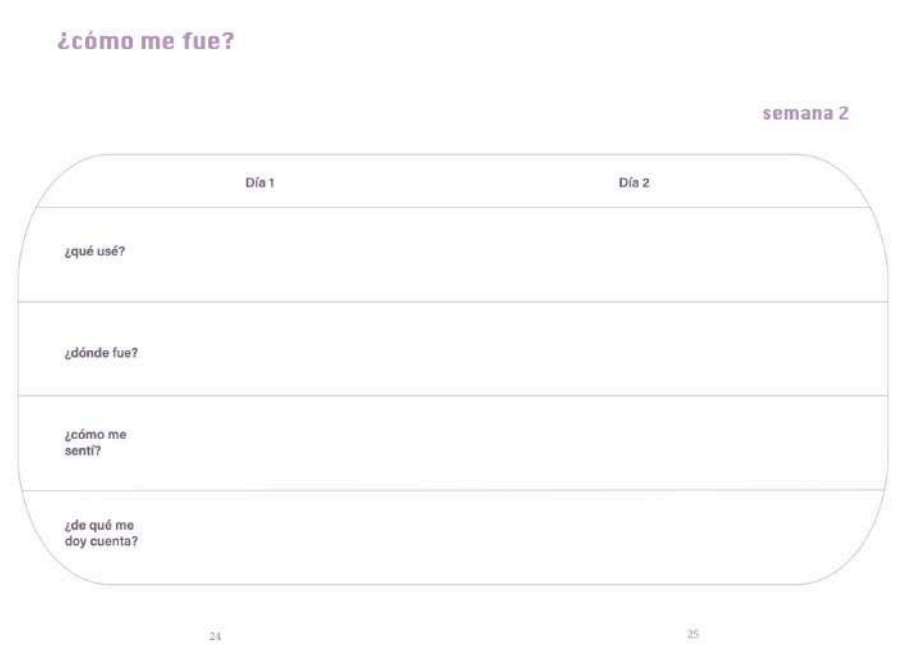 ¿cómo me fue?
semana 2
Día 1 Día 2
¿qué usé?
¿dónde fue?
¿cómo me
sentí?
¿de qué me
doy cuenta?
24 25